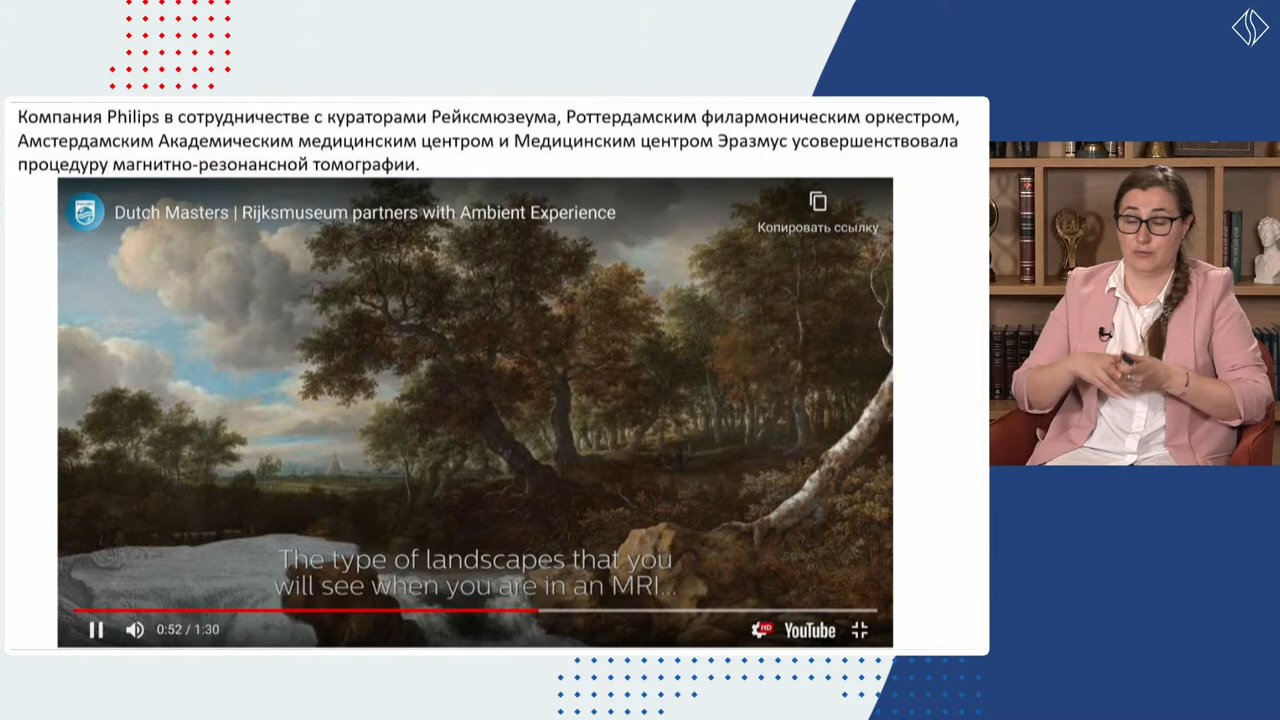 Компания Philips в сотрудничестве с кураторами Рейксмюзеума, Роттердамским филармоническим оркестром,
Амстердамским Академическим медицинским центром и Медицинским центром Эразмус усовершенствовала
процедуру магнитно-резонансной томографии.
Dutch Masters | Rijksmuseum partners with Ambient Experience
Копировать ссылку
The type of landscapes that you
will see when you are in an MRI...
0:52 / 1:30
HD
YouTube